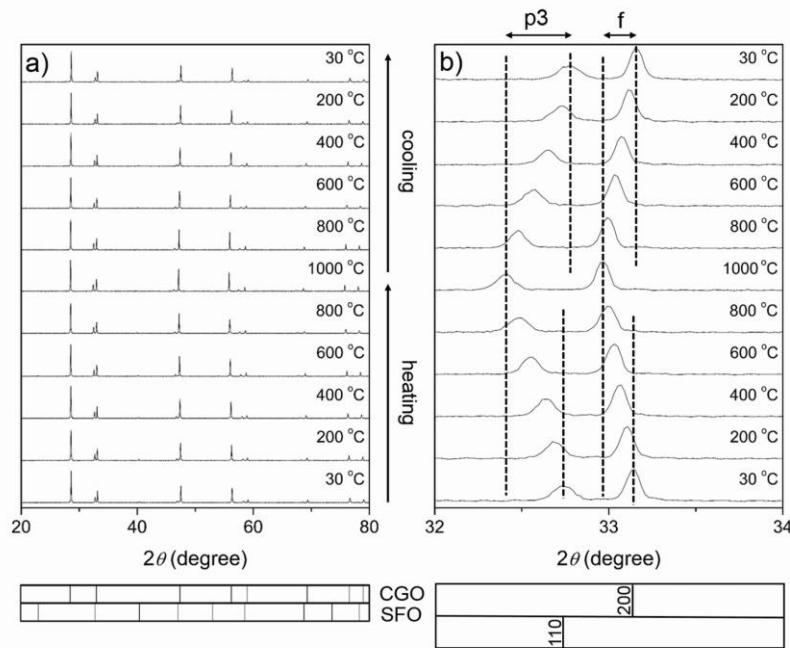 p3 f
a)
30 °C
200 °C
400 °C
600 °C
800 °C
1000 °C
800 °C
600 °C
400 °C
200 °C
30 °C
20 40 60 80
2θ (degree)
cooling
heating
b)
30 °C
200 °C
400 °C
600 °C
800 °C
1000 °C
800 °C
600 °C
400 °C
200 °C
30 °C
32 33 34
2θ (degree)
CGO
SFO
200
110